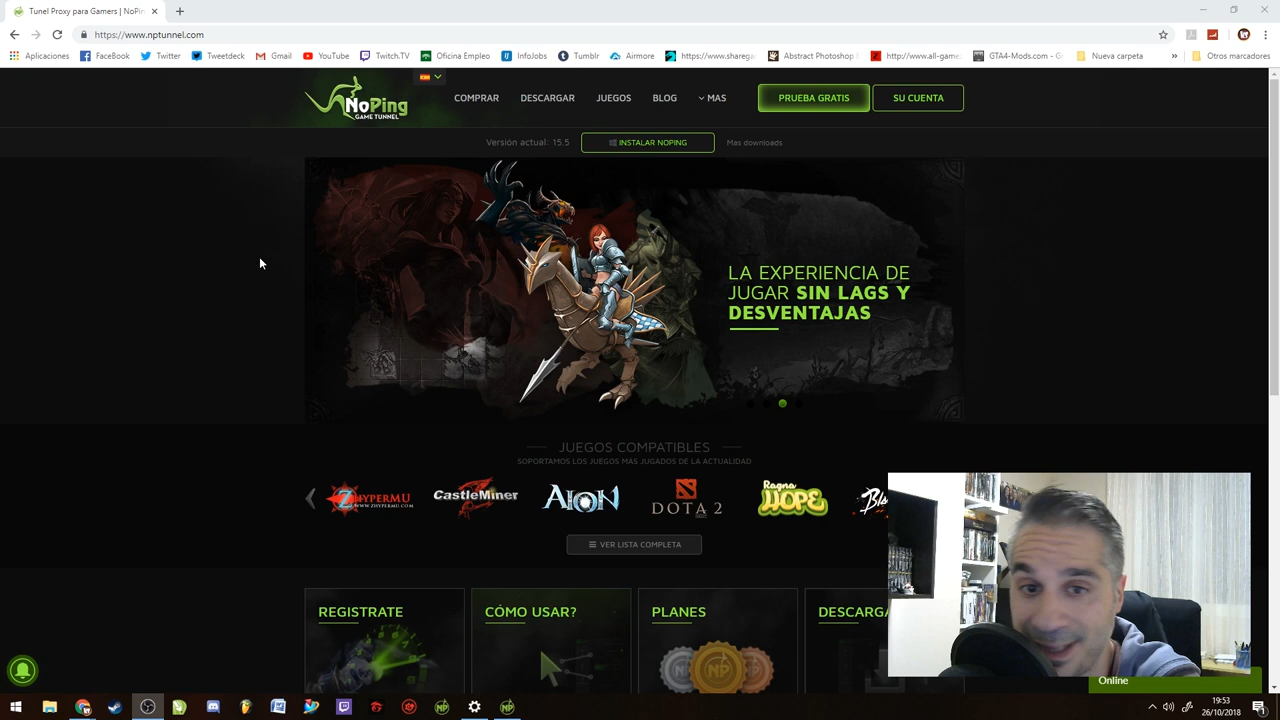 Tunel Proxy para Gamers | NoPin
https://www.nptunnel.com
Aplicaciones FaceBook Twitter Tweetdeck Gmail YouTube Twitch.TV Oficina Empleo InfoJobs Tumblr Airmore https://www.sharega Abstract Photoshop http://www.all-game GTA4-Mods.com - G Nueva carpeta » Otros marcadores
NoPing
GAME TUNNEL
COMPRAR DESCARGAR JUEGOS BLOG MAS PRUEBA GRATIS SU CUENTA
Versión actual: 15.5 INSTALAR NOPING Mas downloads
LA EXPERIENCIA DE
JUGAR SIN LAGS Y
DESVENTAJAS
JUEGOS COMPATIBLES
SOPORTAMOS LOS JUEGOS MÁS JUGADOS DE LA ACTUALIDAD
ZHYPERMU
WWW.ZHYPERMU.COM
CASTLEMINER
AION
DOTA 2
Ragna
HOPE
VER LISTA COMPLETA
REGISTRATE CÓMO USAR? PLANES DESCARGA
NP
Online
19:53
26/10/2018